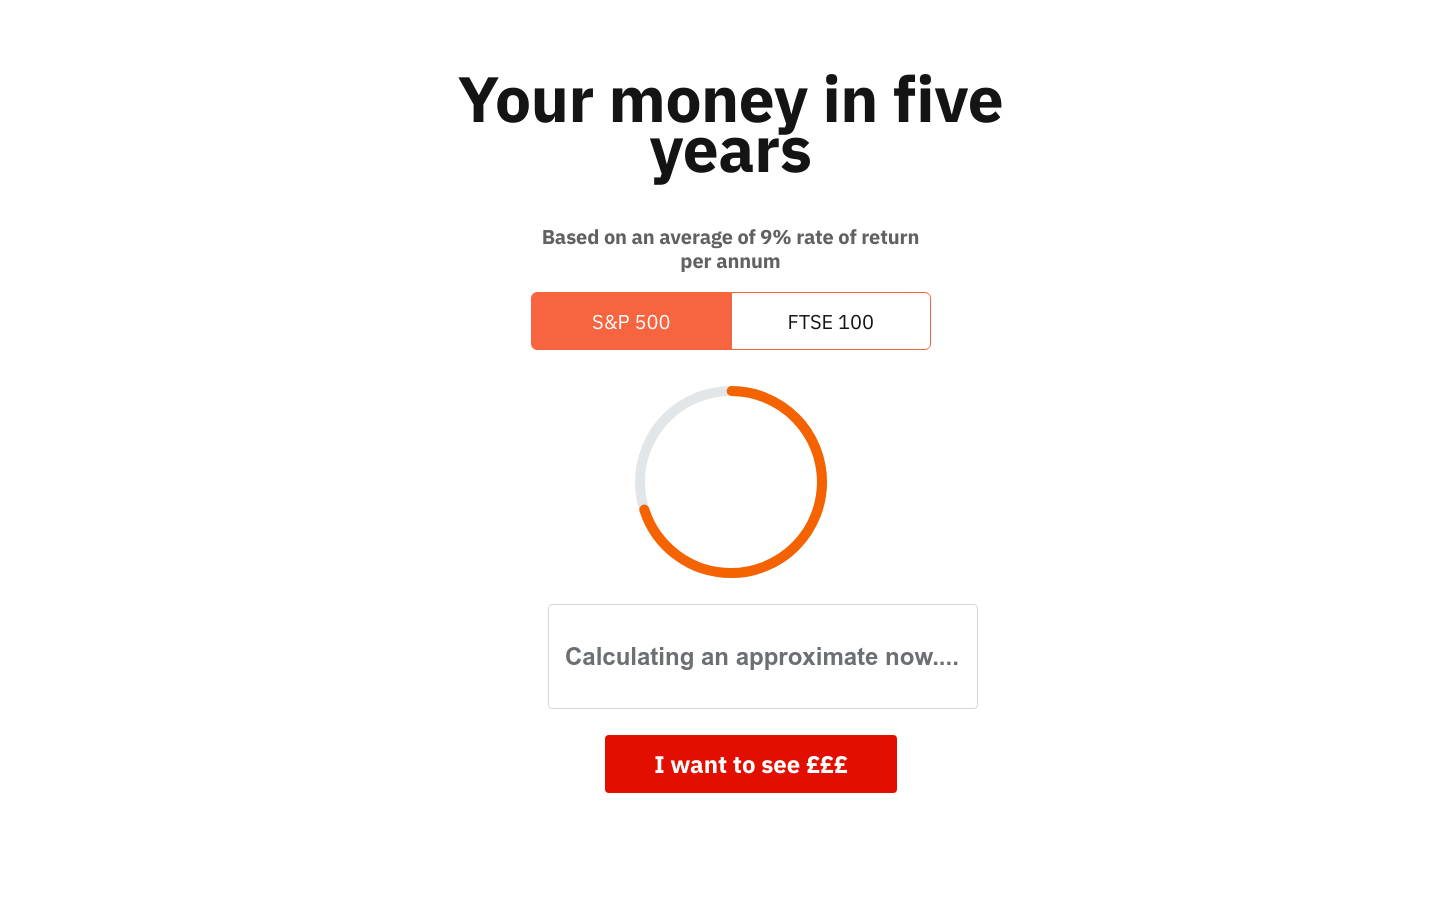 Your money in five
years
Based on an average of 9% rate of return
per annum
S&P 500
FTSE 100
Calculating an approximate now....
I want to see £££